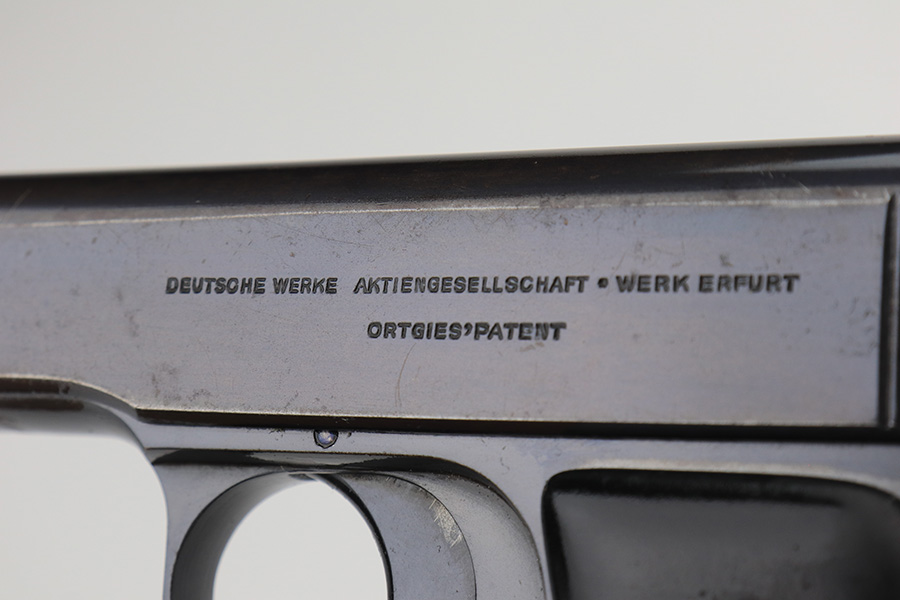 DEUTSCHE WERKE AKTIENGESELLSCHAFT • WERK ERFURT
ORTGIES' PATENT